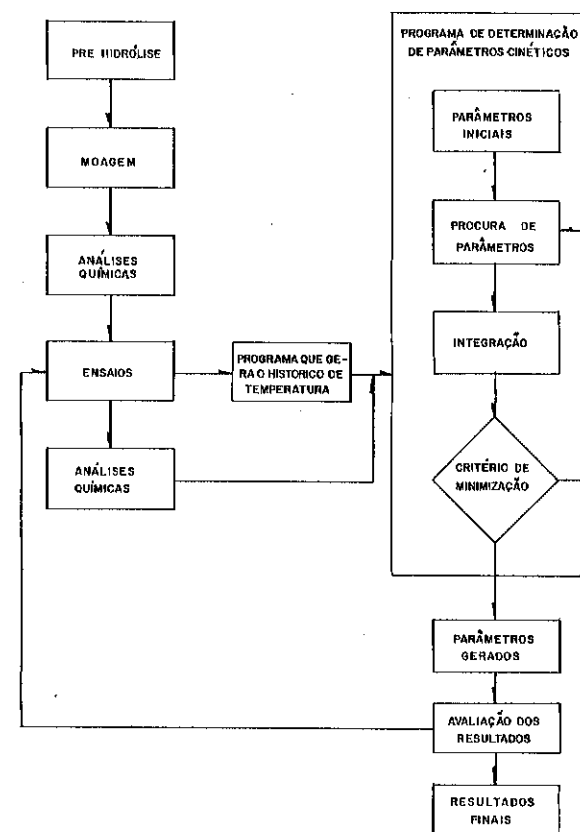 PRE HIDRÓLISE
MOAGEM
ANÁLISES
QUÍMICAS
ENSAIOS
PROGRAMA QUE GE-
RA O HISTORICO DE
TEMPERATURA
ANÁLISES
QUÍMICAS
PROGRAMA DE DETERMINAÇÃO
DE PARÂMETROS CINÉTICOS
PARÂMETROS
INICIAIS
PROCURA DE
PARÂMETROS
INTEGRAÇÃO
CRITÉRIO DE
MINIMIZAÇÃO
PARÂMETROS
GERADOS
AVALIAÇÃO DOS
RESULTADOS
RESULTADOS
FINAIS